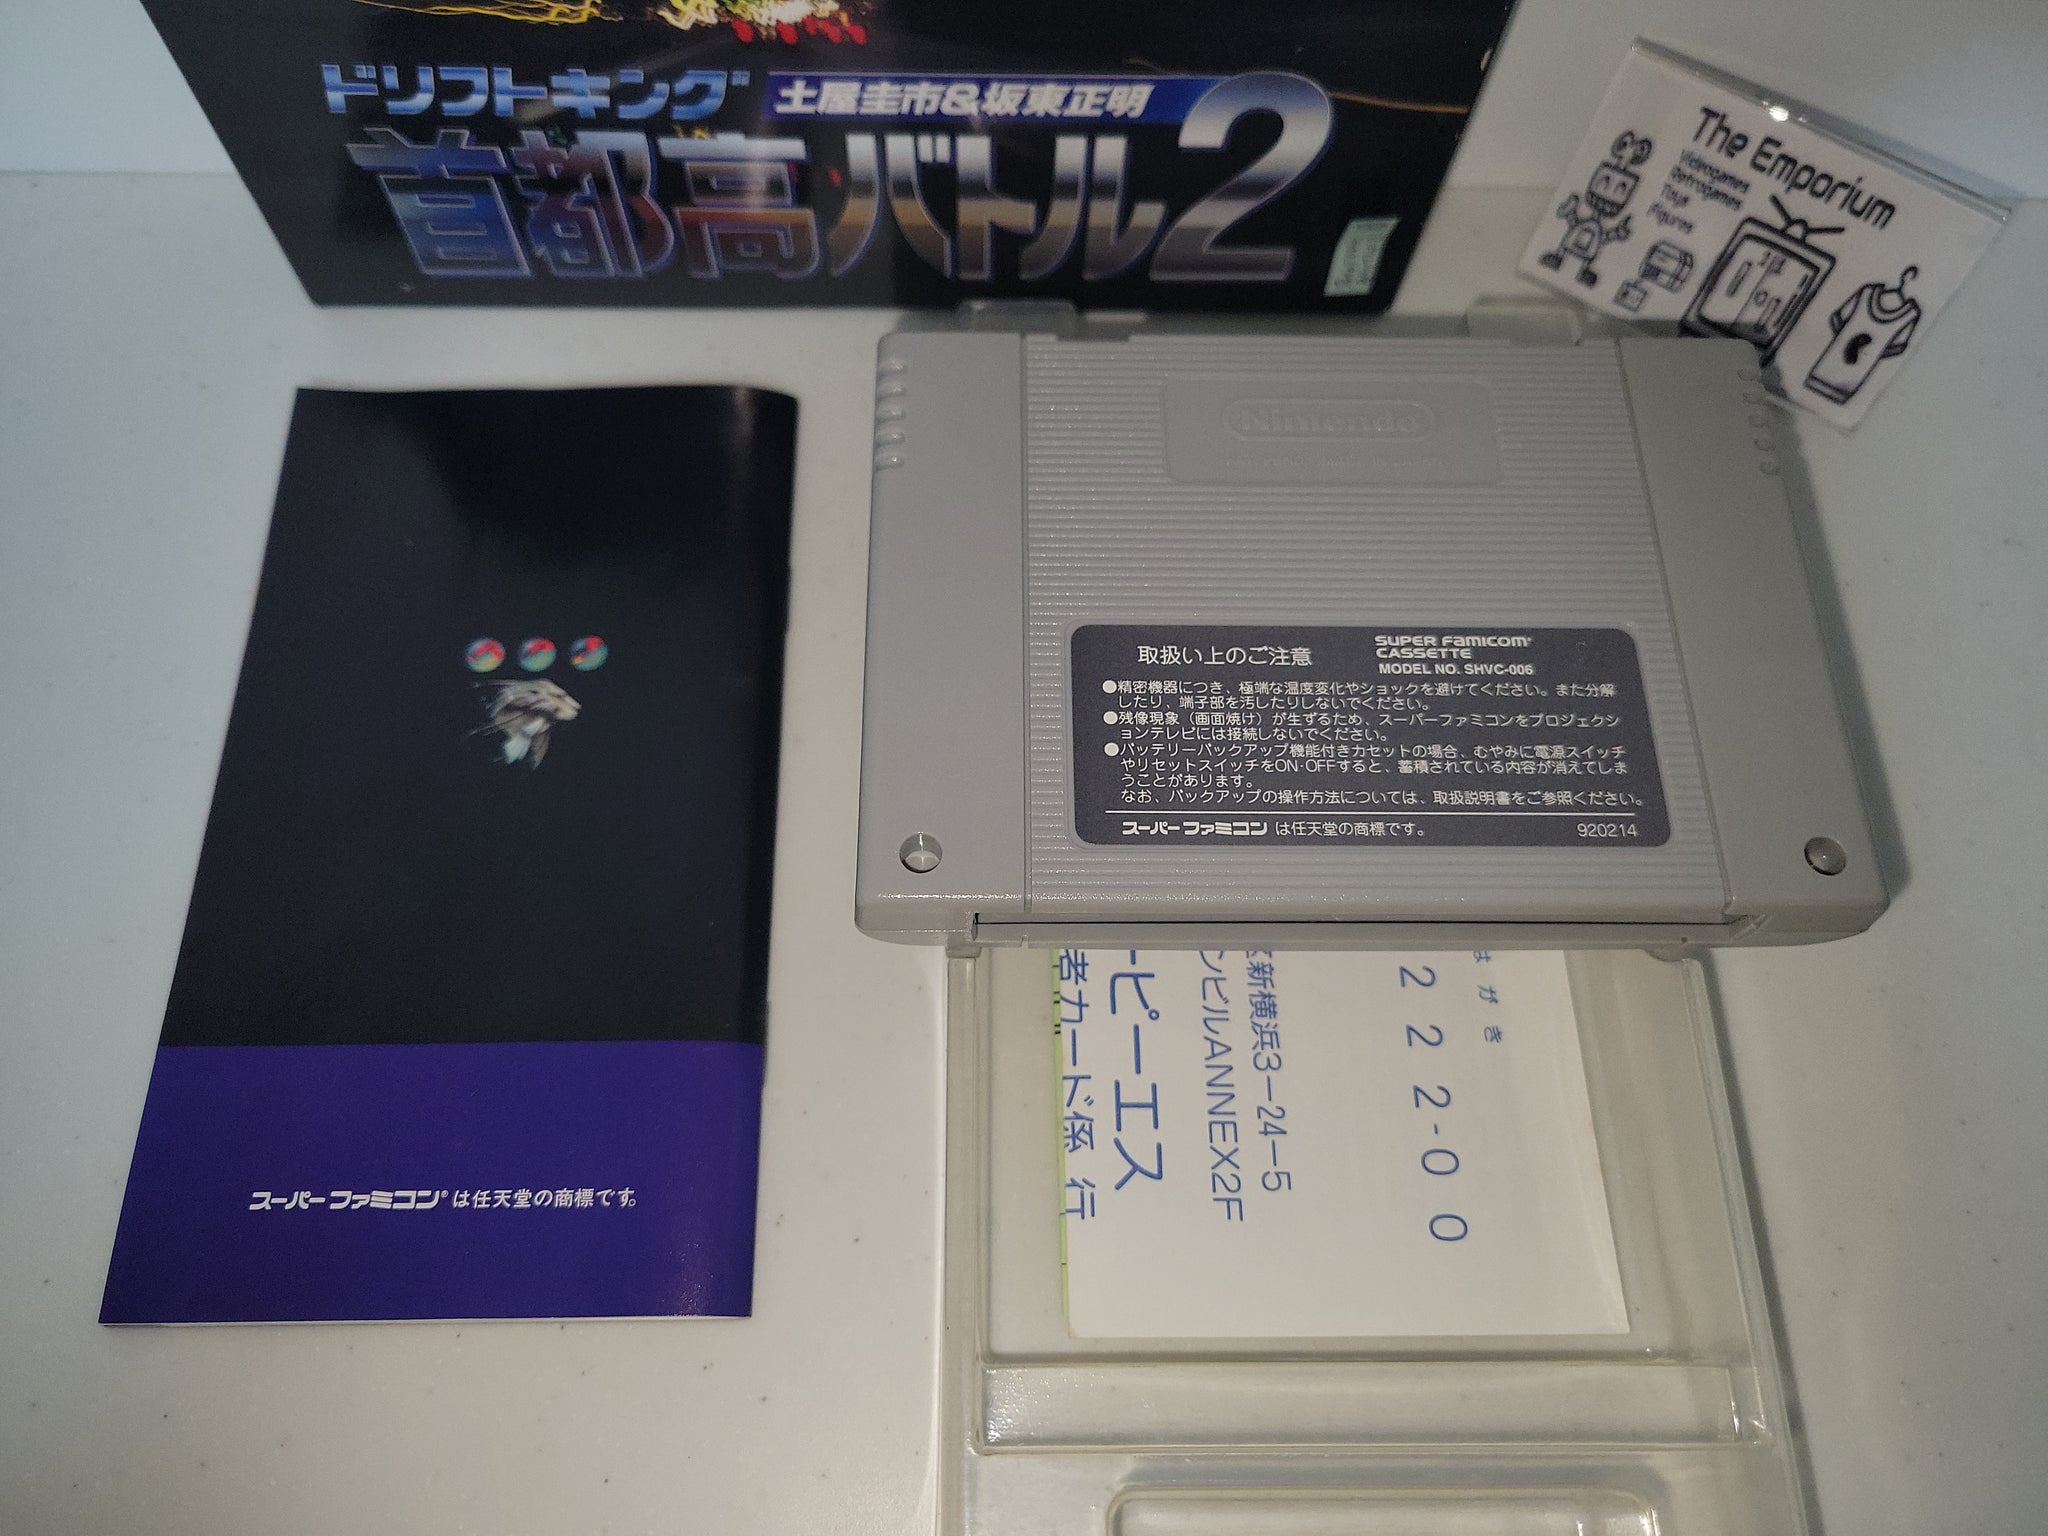 ドリフトキング 土屋圭市&坂東正明
首都高バトル2
The Emporium
Videogames
Retrogames
Toys
Figures
Nintendo
取扱い上のご注意
SUPER FAMICOM
CASSETTE
MODEL NO. SHVC-006
●精密機器につき、極端な温度変化やショックを避けてください。また分解
したり、端子部を汚したりしないでください。
●残像現象（画面焼け）が生ずるため、スーパーファミコンをプロジェクシ
ョンテレビには接続しないでください。
●バッテリーバックアップ機能付きカセットの場合、むやみに電源スイッチ
やリセットスイッチをON・OFFすると、蓄積されている内容が消えてしま
うことがあります。
なお、バックアップの操作方法については、取扱説明書をご参照ください。
スーパーファミコンは任天堂の商標です。
920214
スーパーファミコン®は任天堂の商標です。
はがき
222-00
区新横浜3-24-5
ンビルANNEX2F
ーピーエス
者カード係 行